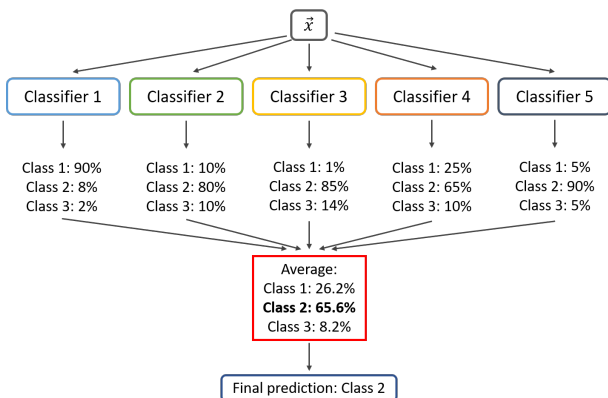 x⃗
Classifier 1
Classifier 2
Classifier 3
Classifier 4
Classifier 5
Class 1: 90%
Class 2: 8%
Class 3: 2%
Class 1: 10%
Class 2: 80%
Class 3: 10%
Class 1: 1%
Class 2: 85%
Class 3: 14%
Class 1: 25%
Class 2: 65%
Class 3: 10%
Class 1: 5%
Class 2: 90%
Class 3: 5%
Average:
Class 1: 26.2%
Class 2: 65.6%
Class 3: 8.2%
Final prediction: Class 2